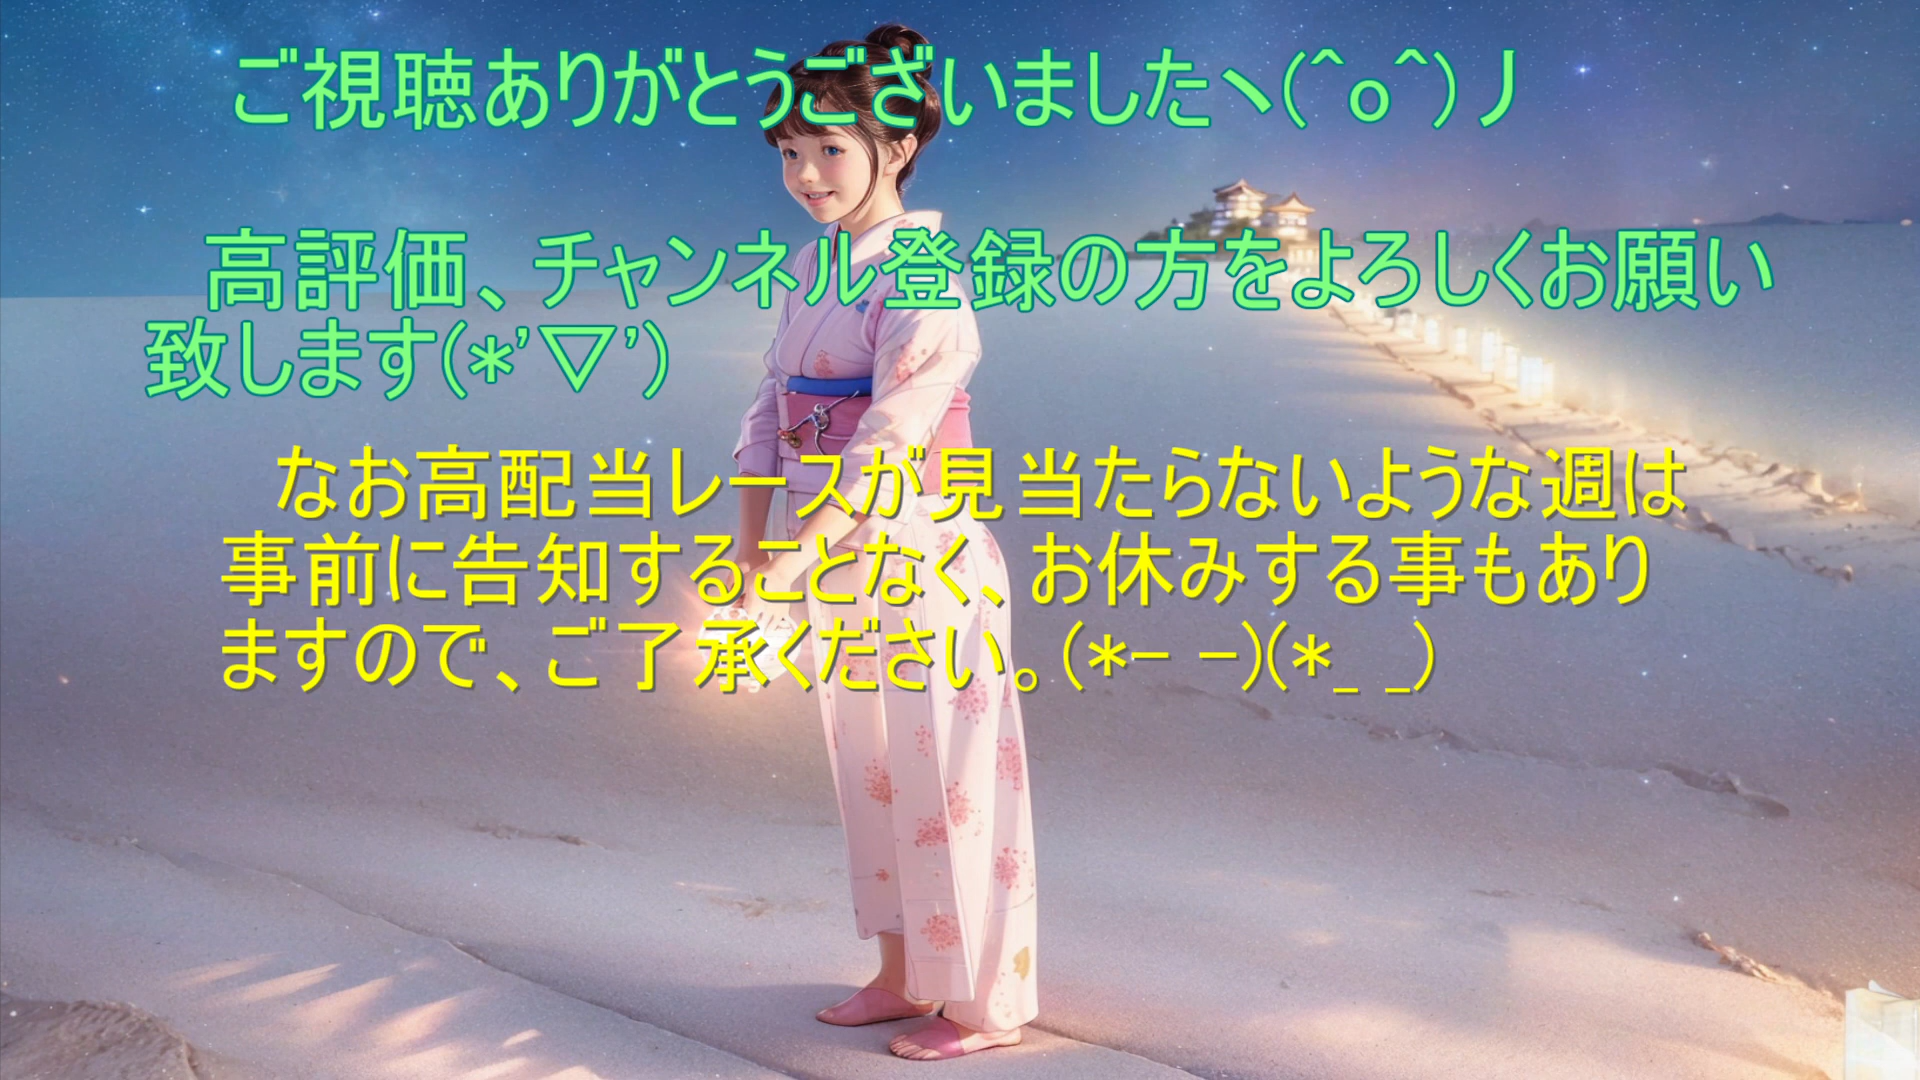 ご視聴ありがとうございましたヽ(^o^)丿
高評価、チャンネル登録の方をよろしくお願い
致します(*'▽')
なお高配当レースが見当たらないような週は
事前に告知することなく、お休みする事もあり
ますので、ご了承ください。(*- -)(*_ _)